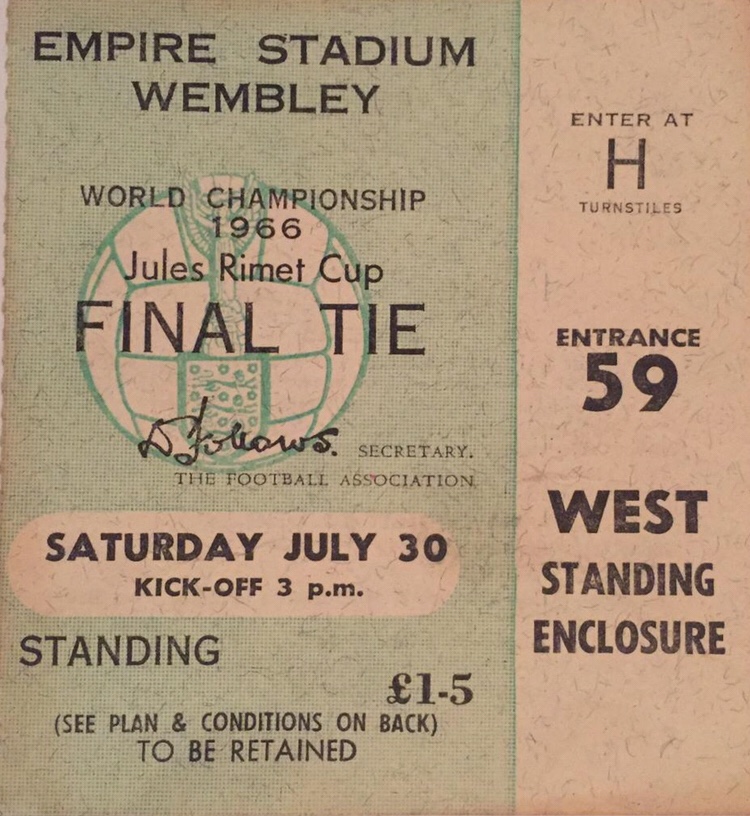 EMPIRE STADIUM
WEMBLEY
WORLD CHAMPIONSHIP
1966
Jules Rimet Cup
FINAL TIE
D Follows.
SECRETARY.
THE FOOTBALL ASSOCIATION
SATURDAY JULY 30
KICK-OFF 3 p.m.
STANDING
£1-5
(SEE PLAN & CONDITIONS ON BACK)
TO BE RETAINED
ENTER AT
H
TURNSTILES
ENTRANCE
59
WEST
STANDING
ENCLOSURE